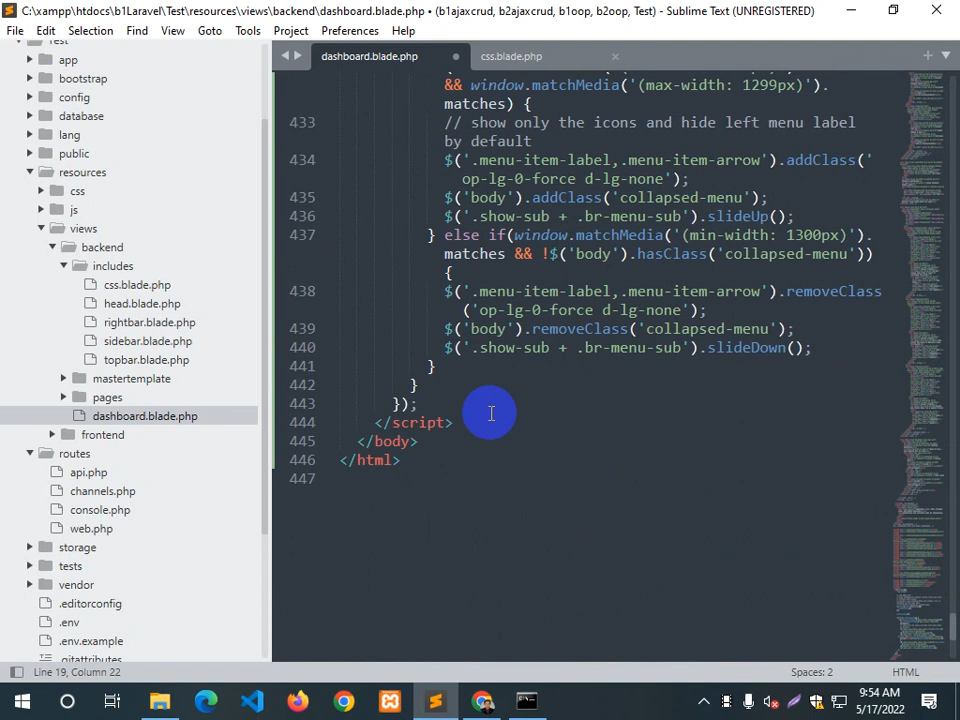 C:\xampp\htdocs\b1Laravel\Test\resources\views\backend\dashboard.blade.php • (b1ajaxcrud, b2ajaxcrud, b1oop, b2oop, Test) - Sublime Text (UNREGISTERED)
File Edit Selection Find View Goto Tools Project Preferences Help
Test
app
bootstrap
config
database
lang
public
resources
css
js
views
backend
includes
css.blade.php
head.blade.php
rightbar.blade.php
sidebar.blade.php
topbar.blade.php
mastertemplate
pages
dashboard.blade.php
frontend
routes
api.php
channels.php
console.php
web.php
storage
tests
vendor
.editorconfig
.env
.env.example
.gitattributes
dashboard.blade.php
css.blade.php
&& window.matchMedia('(max-width: 1299px)').
matches) {
433 // show only the icons and hide left menu label
by default
434 $('.menu-item-label,.menu-item-arrow').addClass('
op-lg-0-force d-lg-none');
435 $('body').addClass('collapsed-menu');
436 $('.show-sub + .br-menu-sub').slideUp();
437 } else if(window.matchMedia('(min-width: 1300px)').
matches && !$('body').hasClass('collapsed-menu'))
{
438 $('.menu-item-label,.menu-item-arrow').removeClass
('op-lg-0-force d-lg-none');
439 $('body').removeClass('collapsed-menu');
440 $('.show-sub + .br-menu-sub').slideDown();
441 }
442 }
443 });
444 </script>
445 </body>
446 </html>
447
Line 19, Column 22
Spaces: 2
HTML
9:54 AM
5/17/2022